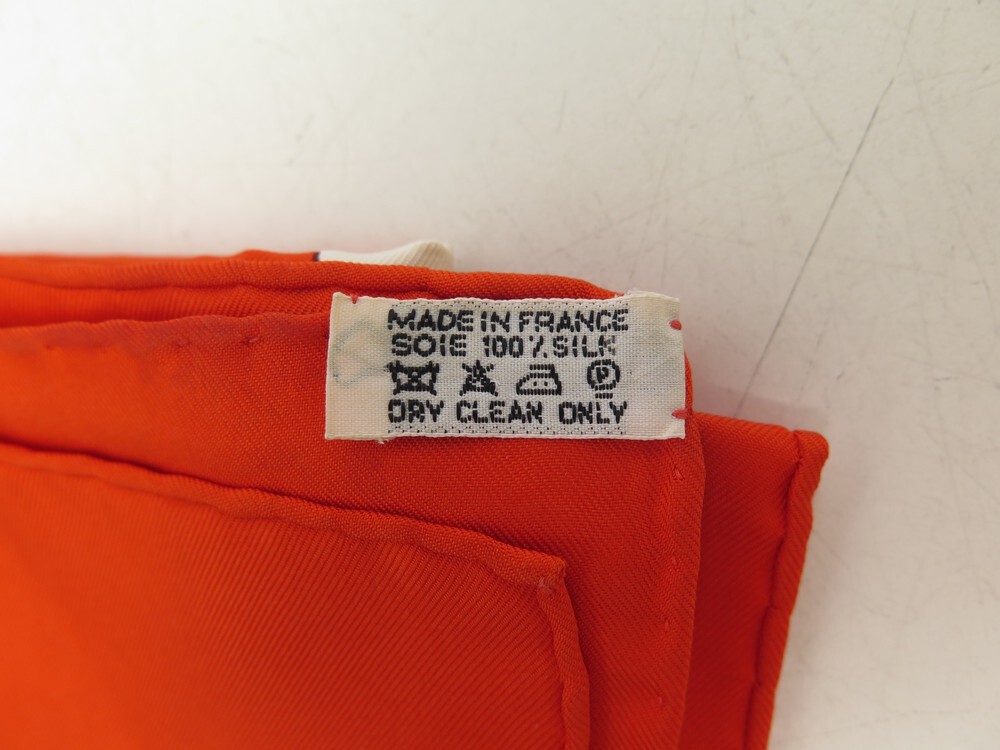 MADE IN FRANCE
SOIE 100% SILK
P
DRY CLEAN ONLY